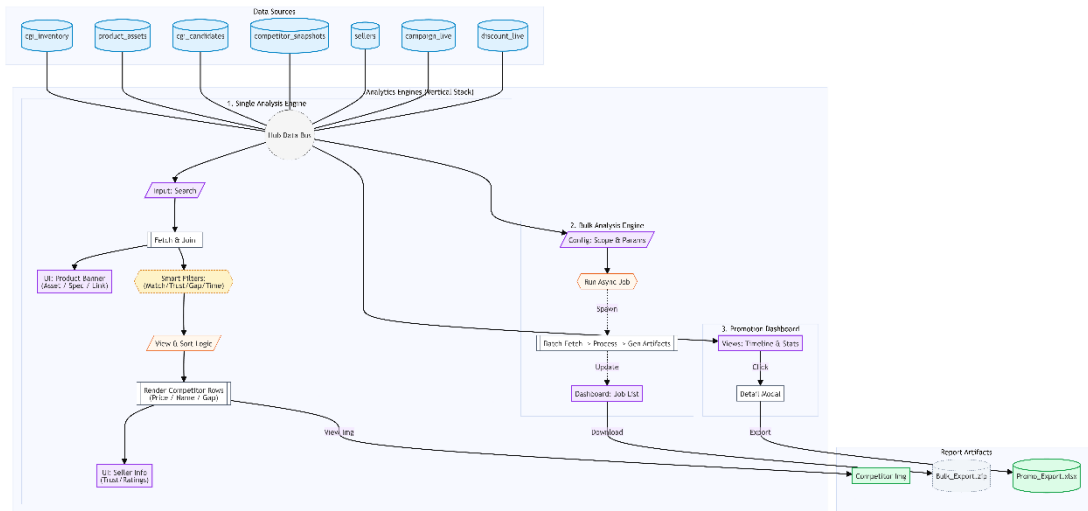 Data Sources
cgr_inventory
product_assets
cgr_candidates
competitor_snapshots
sellers
campaign_live
discount_live
Analytics Engines (Vertical Stack)
1. Single Analysis Engine
Hub Data Bus
Input: Search
Fetch & Join
UI: Product Banner
(Asset / Spec / Link)
Smart Filters:
(Match/Trust/Gap/Time)
View & Sort Logic
Render Competitor Rows
(Price / Name / Gap)
View Img
UI: Seller Info
(Trust/Ratings)
2. Bulk Analysis Engine
Config: Scope & Params
Run Async Job
Spawn
Batch Fetch -> Process -> Gen Artifacts
Update
Dashboard: Job List
Download
3. Promotion Dashboard
Views: Timeline & Stats
Click
Detail Modal
Export
Report Artifacts
Competitor Img
Bulk_Export.zip
Promo_Export.xlsx